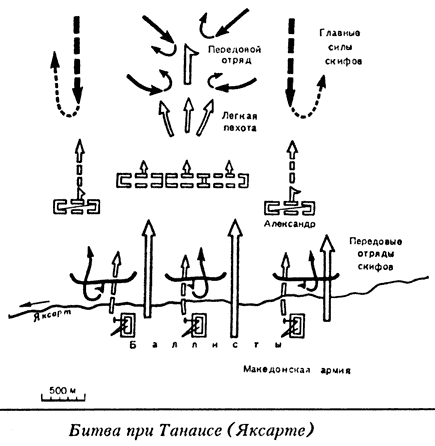 Передовой
отряд
Главные
силы
скифов
Легкая
пехота
Александр
Передовые
отряды
скифов
Яксарт
Баллисты
Македонская армия
500 м
Битва при Танаисе (Яксарте)